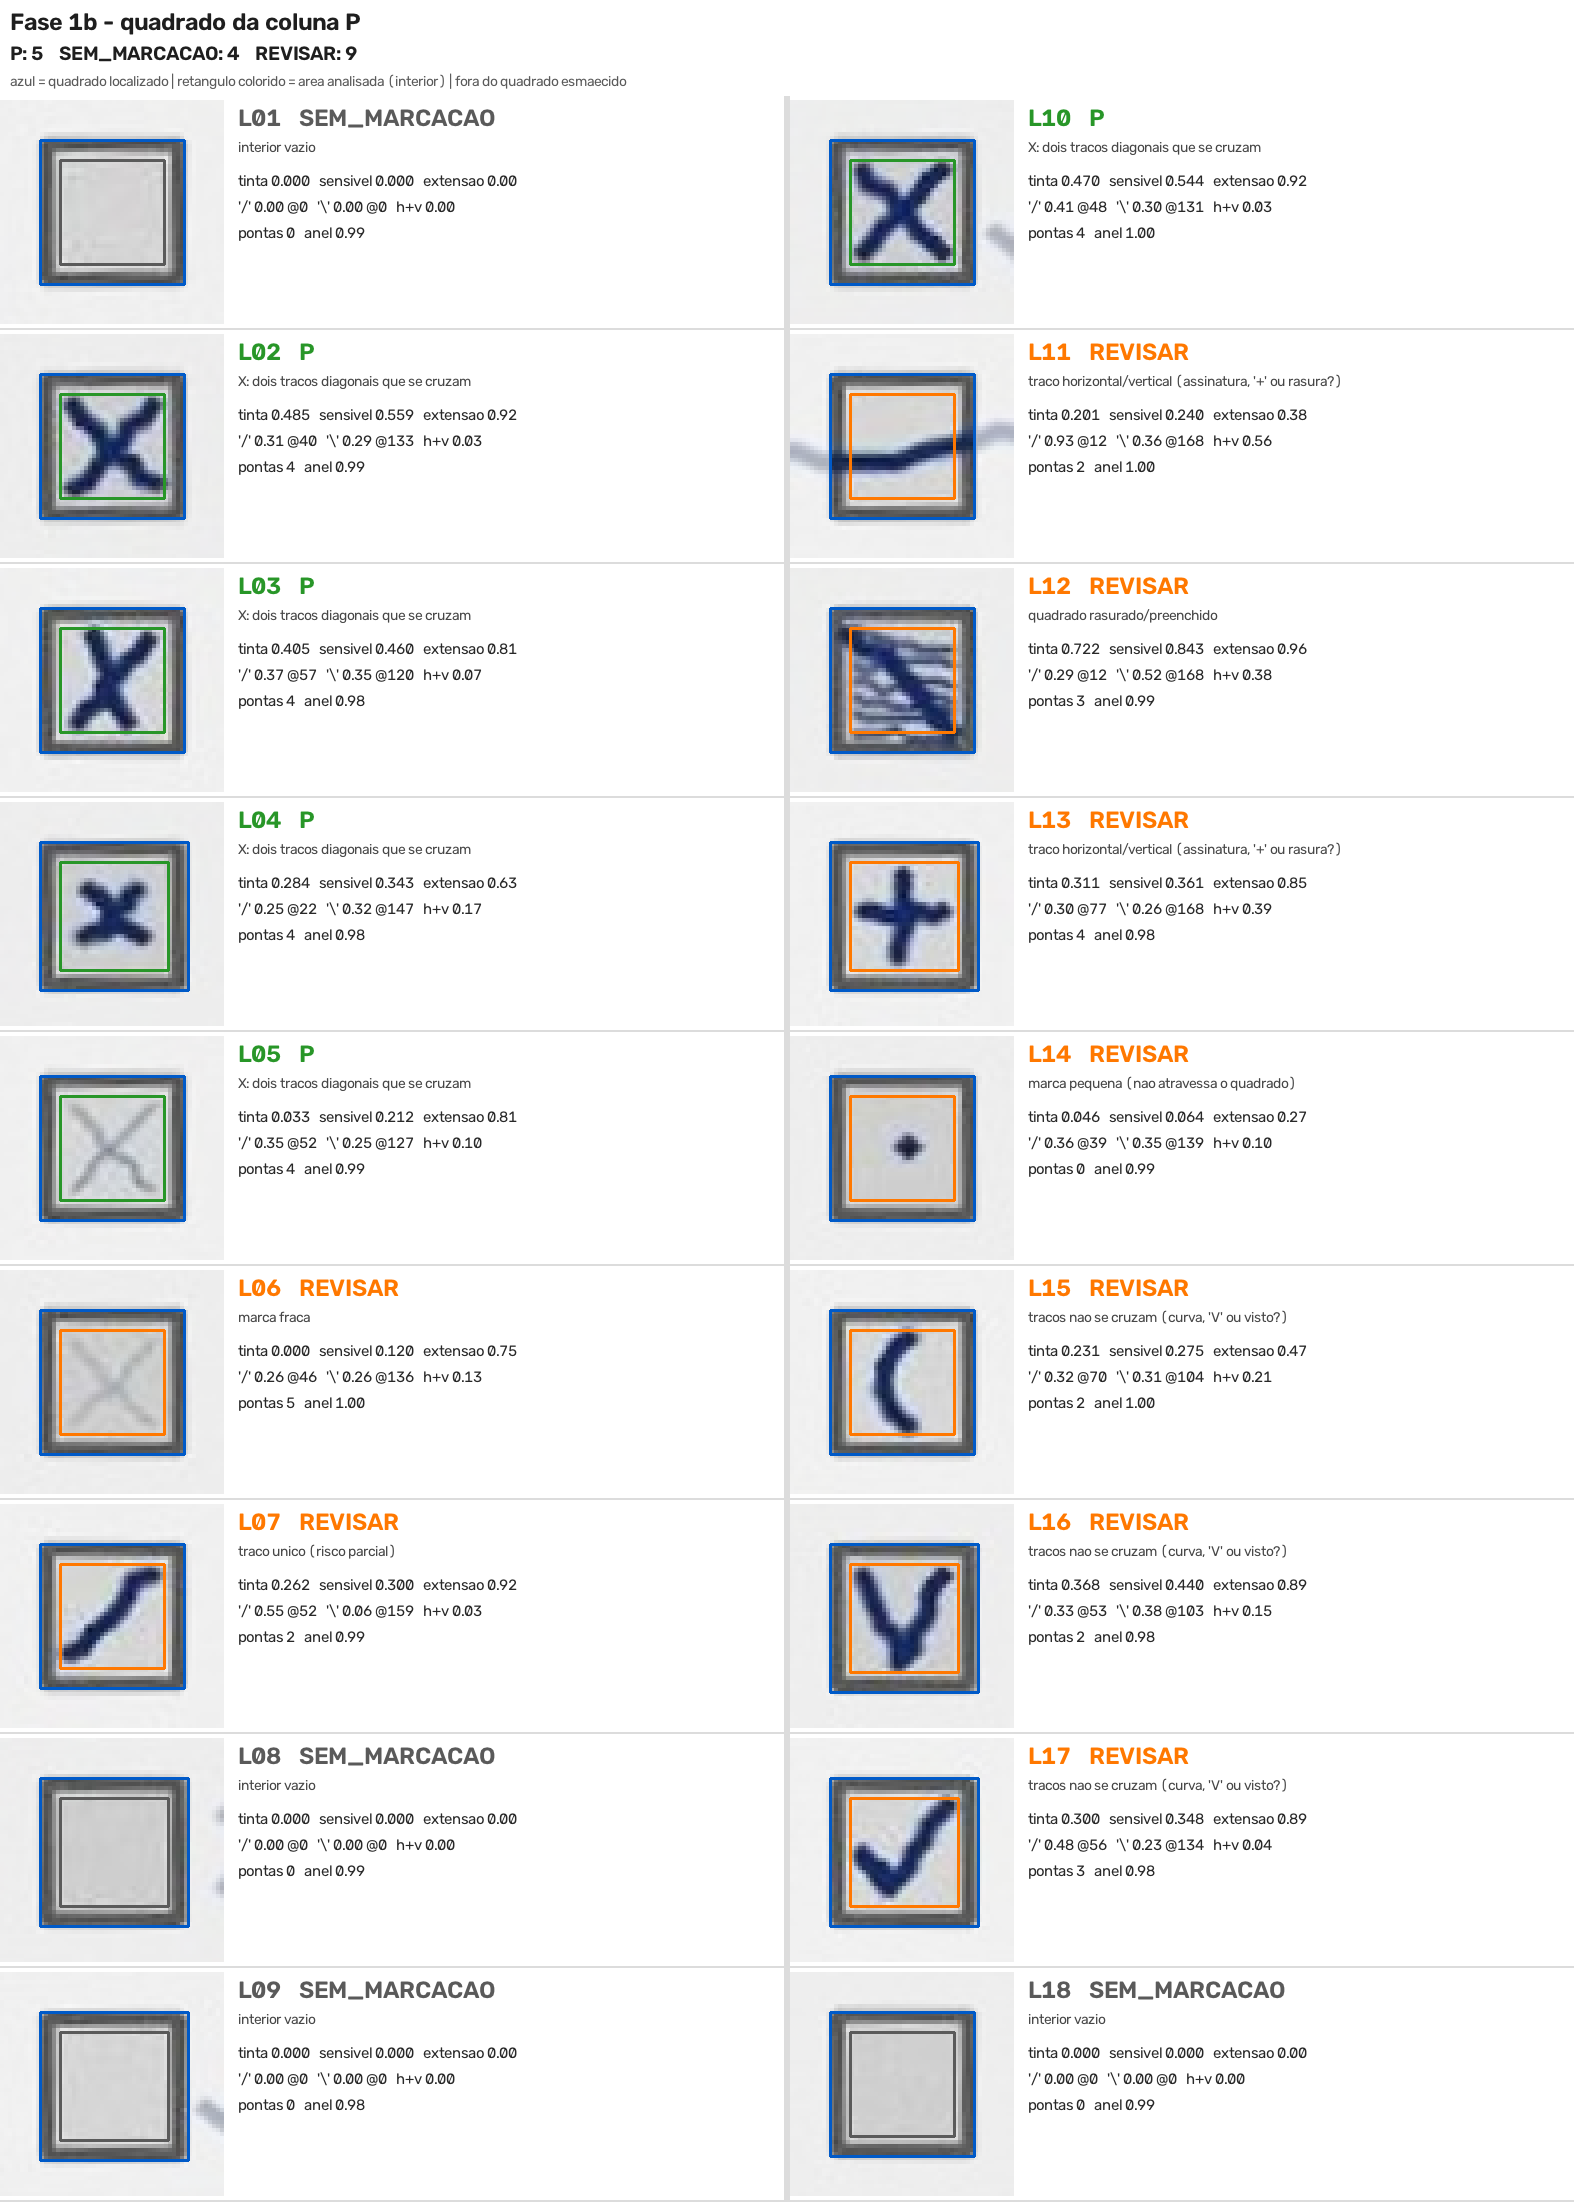 Fase 1b - quadrado da coluna P
P: 5 SEM_MARCACAO: 4 REVISAR: 9
azul = quadrado localizado | retangulo colorido = area analisada (interior) | fora do quadrado esmaecido
L01 SEM_MARCACAO
interior vazio
tinta 0.000 sensivel 0.000 extensao 0.00
'/' 0.00 @0 '\' 0.00 @0 h+v 0.00
pontas 0 anel 0.99
L02 P
X: dois tracos diagonais que se cruzam
tinta 0.485 sensivel 0.559 extensao 0.92
'/' 0.31 @40 '\' 0.29 @133 h+v 0.03
pontas 4 anel 0.99
L03 P
X: dois tracos diagonais que se cruzam
tinta 0.405 sensivel 0.460 extensao 0.81
'/' 0.37 @57 '\' 0.35 @120 h+v 0.07
pontas 4 anel 0.98
L04 P
X: dois tracos diagonais que se cruzam
tinta 0.284 sensivel 0.343 extensao 0.63
'/' 0.25 @22 '\' 0.32 @147 h+v 0.17
pontas 4 anel 0.98
L05 P
X: dois tracos diagonais que se cruzam
tinta 0.033 sensivel 0.212 extensao 0.81
'/' 0.35 @52 '\' 0.25 @127 h+v 0.10
pontas 4 anel 0.99
L06 REVISAR
marca fraca
tinta 0.000 sensivel 0.120 extensao 0.75
'/' 0.26 @46 '\' 0.26 @136 h+v 0.13
pontas 5 anel 1.00
L07 REVISAR
traco unico (risco parcial)
tinta 0.262 sensivel 0.300 extensao 0.92
'/' 0.55 @52 '\' 0.06 @159 h+v 0.03
pontas 2 anel 0.99
L08 SEM_MARCACAO
interior vazio
tinta 0.000 sensivel 0.000 extensao 0.00
'/' 0.00 @0 '\' 0.00 @0 h+v 0.00
pontas 0 anel 0.99
L09 SEM_MARCACAO
interior vazio
tinta 0.000 sensivel 0.000 extensao 0.00
'/' 0.00 @0 '\' 0.00 @0 h+v 0.00
pontas 0 anel 0.98
L10 P
X: dois tracos diagonais que se cruzam
tinta 0.470 sensivel 0.544 extensao 0.92
'/' 0.41 @48 '\' 0.30 @131 h+v 0.03
pontas 4 anel 1.00
L11 REVISAR
traco horizontal/vertical (assinatura, '+' ou rasura?)
tinta 0.201 sensivel 0.240 extensao 0.38
'/' 0.93 @12 '\' 0.36 @168 h+v 0.56
pontas 2 anel 1.00
L12 REVISAR
quadrado rasurado/preenchido
tinta 0.722 sensivel 0.843 extensao 0.96
'/' 0.29 @12 '\' 0.52 @168 h+v 0.38
pontas 3 anel 0.99
L13 REVISAR
traco horizontal/vertical (assinatura, '+' ou rasura?)
tinta 0.311 sensivel 0.361 extensao 0.85
'/' 0.30 @77 '\' 0.26 @168 h+v 0.39
pontas 4 anel 0.98
L14 REVISAR
marca pequena (nao atravessa o quadrado)
tinta 0.046 sensivel 0.064 extensao 0.27
'/' 0.36 @39 '\' 0.35 @139 h+v 0.10
pontas 0 anel 0.99
L15 REVISAR
tracos nao se cruzam (curva, 'V' ou visto?)
tinta 0.231 sensivel 0.275 extensao 0.47
'/' 0.32 @70 '\' 0.31 @104 h+v 0.21
pontas 2 anel 1.00
L16 REVISAR
tracos nao se cruzam (curva, 'V' ou visto?)
tinta 0.368 sensivel 0.440 extensao 0.89
'/' 0.33 @53 '\' 0.38 @103 h+v 0.15
pontas 2 anel 0.98
L17 REVISAR
tracos nao se cruzam (curva, 'V' ou visto?)
tinta 0.300 sensivel 0.348 extensao 0.89
'/' 0.48 @56 '\' 0.23 @134 h+v 0.04
pontas 3 anel 0.98
L18 SEM_MARCACAO
interior vazio
tinta 0.000 sensivel 0.000 extensao 0.00
'/' 0.00 @0 '\' 0.00 @0 h+v 0.00
pontas 0 anel 0.99